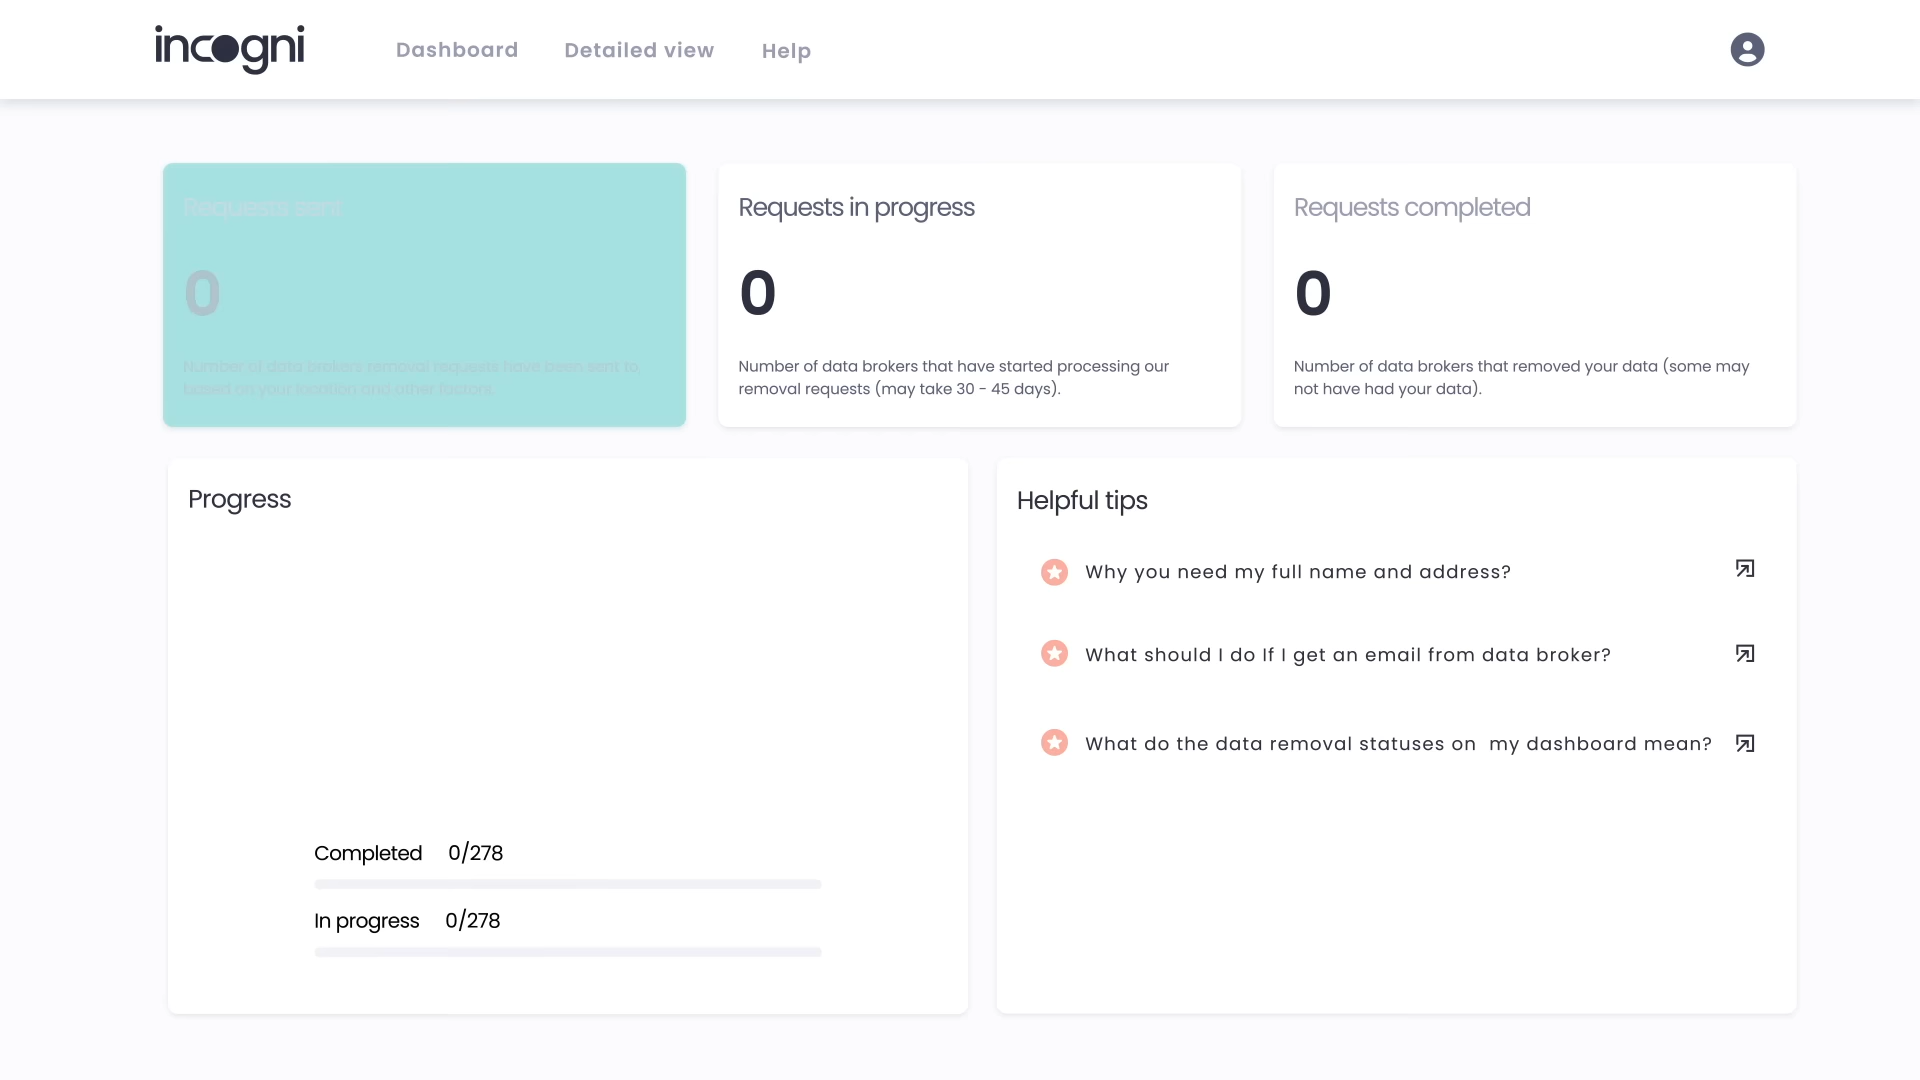 incogni
Dashboard
Detailed view
Help
Requests sent
0
Number of data brokers removal requests have been sent to
based on your location and other factors).
Requests in progress
0
Number of data brokers that have started processing our
removal requests (may take 30 - 45 days).
Requests completed
0
Number of data brokers that removed your data (some may
not have had your data).
Progress
Completed 0/278
In progress 0/278
Helpful tips
Why you need my full name and address?
What should I do If I get an email from data broker?
What do the data removal statuses on my dashboard mean?